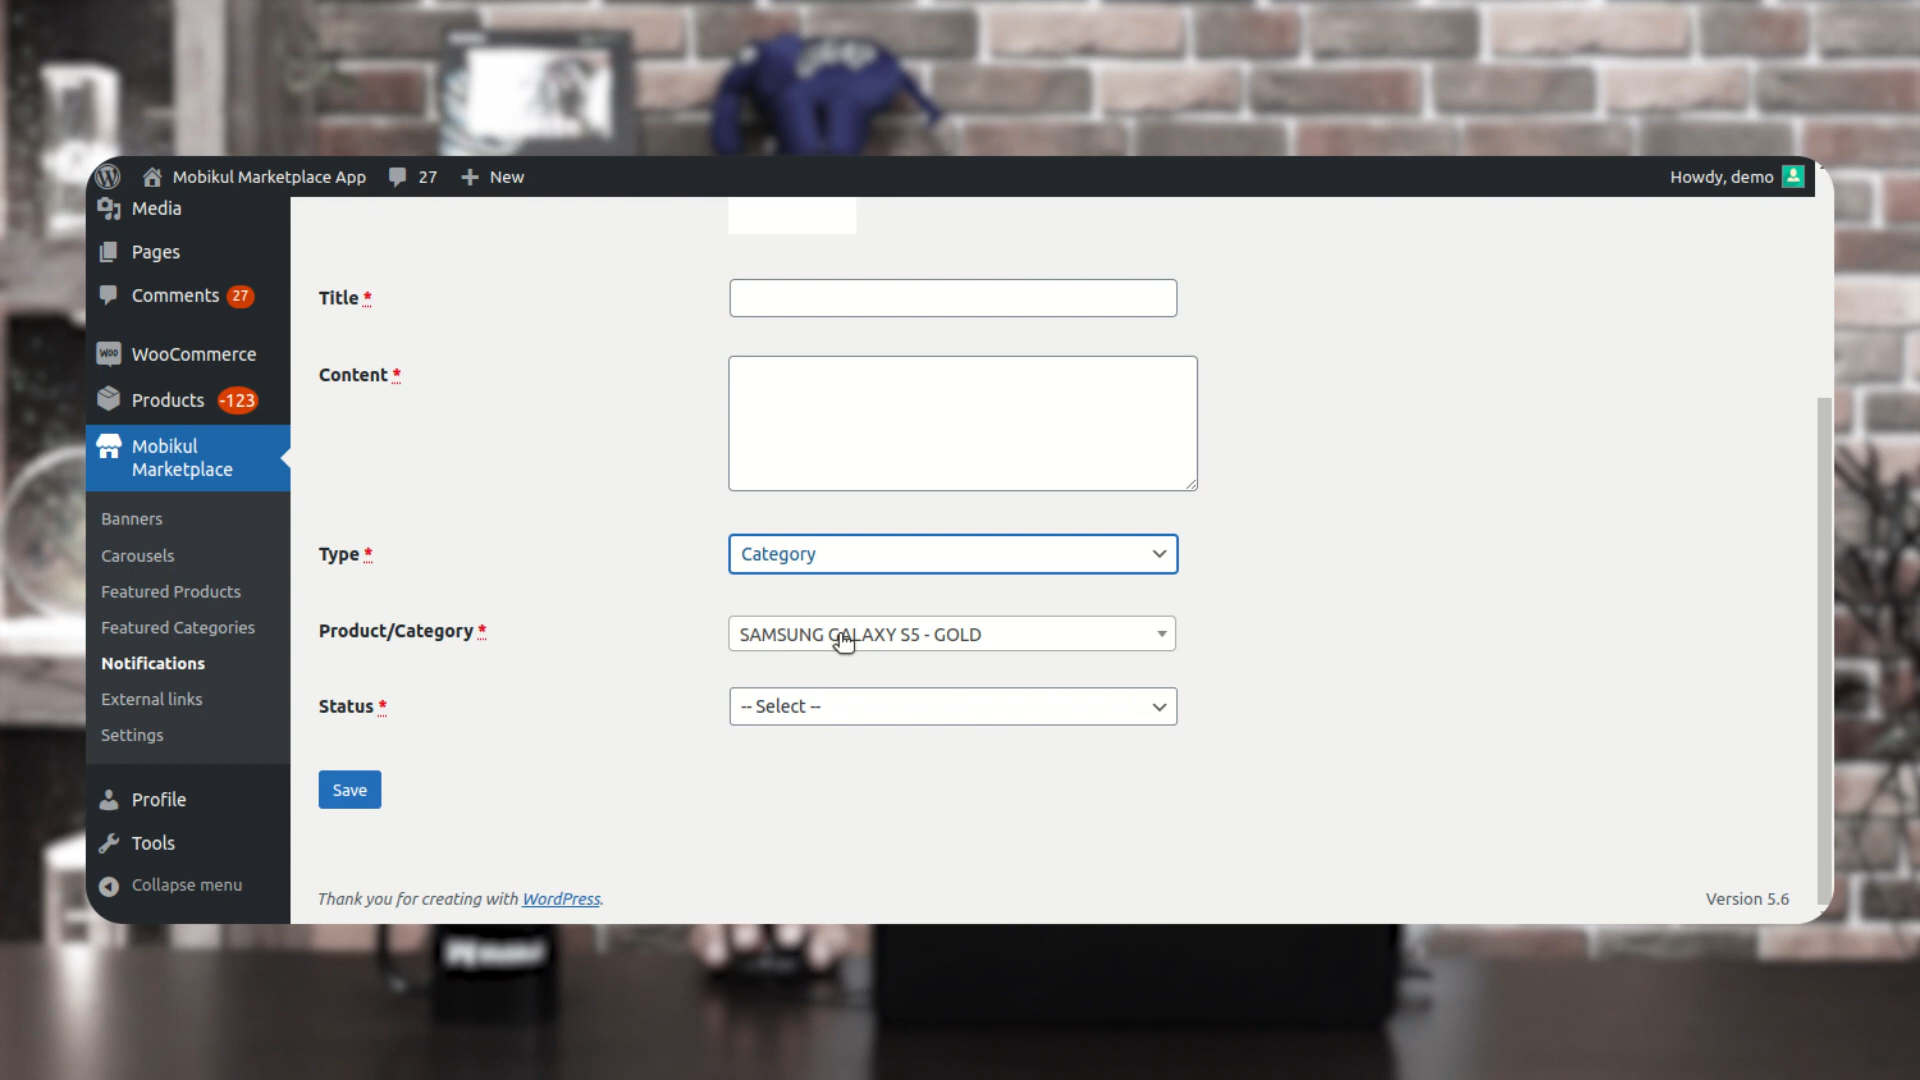 Mobikul Marketplace App 27 New Howdy, demo
Media
Pages
Comments 27
WooCommerce
Products -123
Mobikul
Marketplace
Banners
Carousels
Featured Products
Featured Categories
Notifications
External links
Settings
Profile
Tools
Collapse menu
Title *
Content *
Type * Category
Product/Category * SAMSUNG GALAXY S5 - GOLD
Status * -- Select --
Save
Thank you for creating with WordPress. Version 5.6